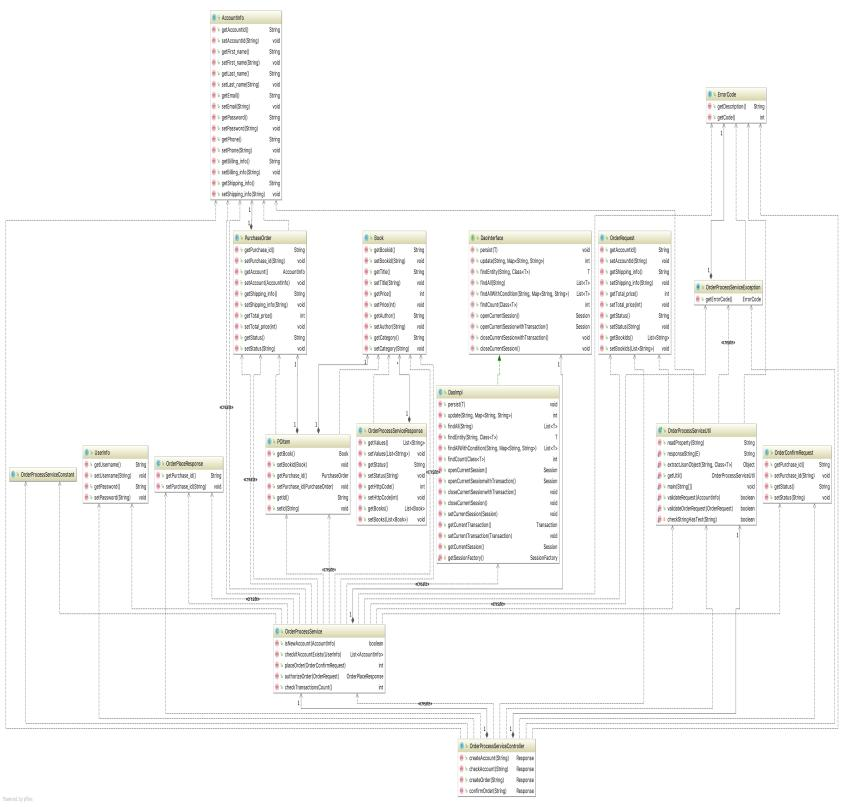 AccountInfo
getAccountId() String
setAccountId(String) void
getFirst_name() String
setFirst_name(String) void
getLast_name() String
setLast_name(String) void
getEmail() String
setEmail(String) void
getPassword() String
setPassword(String) void
getPhone() String
setPhone(String) void
getBilling_info() String
setBilling_info(String) void
getShipping_info() String
setShipping_info(String) void
ErrorCode
getDescription() String
getCode() int
PurchaseOrder
getPurchase_id() String
setPurchase_id(String) void
getAccount() AccountInfo
setAccount(AccountInfo) void
getShipping_info() String
setShipping_info(String) void
getTotal_price() int
setTotal_price(int) void
getStatus() String
setStatus(String) void
Book
getBookId() String
setBookId(String) void
getTitle() String
setTitle(String) void
getPrice() int
setPrice(int) void
getAuthor() String
setAuthor(String) void
getCategory() String
setCategory(String) void
DaoInterface
persist(T) void
update(String, Map<String, String>) int
findEntity(String, Class<T>) T
findAll(String) List<T>
findAllWithCondition(String, Map<String, String>) List<T>
findCount(Class<T>) int
openCurrentSession() Session
openCurrentSessionwithTransaction() Session
closeCurrentSessionwithTransaction() void
closeCurrentSession() void
OrderRequest
getAccountId() String
setAccountId(String) void
getShipping_info() String
setShipping_info(String) void
getTotal_price() int
setTotal_price(int) void
getStatus() String
setStatus(String) void
getBookIds() List<String>
setBookIds(List<String>) void
OrderProcessServiceException
getErrorCode() ErrorCode
«create»
OrderProcessServiceConstant
UserInfo
getUsername() String
setUsername(String) void
getPassword() String
setPassword(String) void
OrderPlaceResponse
getPurchase_id() String
setPurchase_id(String) void
POItem
getBook() Book
setBook(Book) void
getPurchase_id() PurchaseOrder
setPurchase_id(PurchaseOrder) void
getId() String
setId(String) void
OrderProcessServiceResponse
getValues() List<String>
setValues(List<String>) void
getStatus() String
setStatus(String) void
getHttpCode() int
setHttpCode(int) void
getBooks() List<Book>
setBooks(List<Book>) void
DaoImpl
persist(T) void
update(String, Map<String, String>) int
findAll(String) List<T>
findEntity(String, Class<T>) T
findAllWithCondition(String, Map<String, String>) List<T>
findCount(Class<T>) int
openCurrentSession() Session
openCurrentSessionwithTransaction() Session
closeCurrentSessionwithTransaction() void
closeCurrentSession() void
setCurrentSession(Session) void
getCurrentTransaction() Transaction
setCurrentTransaction(Transaction) void
getCurrentSession() Session
getSessionFactory() SessionFactory
OrderProcessServiceUtil
readProperty(String) String
responseString(E) String
extractJsonObject(String, Class<T>) Object
getUtil() OrderProcessServiceUtil
main(String[]) void
validateRequest(AccountInfo) boolean
validateOrderRequest(OrderRequest) boolean
checkStringHasText(String) boolean
OrderConfirmRequest
getPurchase_id() String
setPurchase_id(String) void
getStatus() String
setStatus(String) void
«create»
«create»
«create»
«create»
«create»
«create»
«create»
OrderProcessService
isNewAccount(AccountInfo) boolean
checkIfAccountExists(UserInfo) List<AccountInfo>
placeOrder(OrderConfirmRequest) int
authorizeOrder(OrderRequest) OrderPlaceResponse
checkTransactionsCount() int
«create»
OrderProcessServiceController
createAccount(String) Response
checkAccount(String) Response
createOrder(String) Response
confirmOrder(String) Response
Powered by yFiles